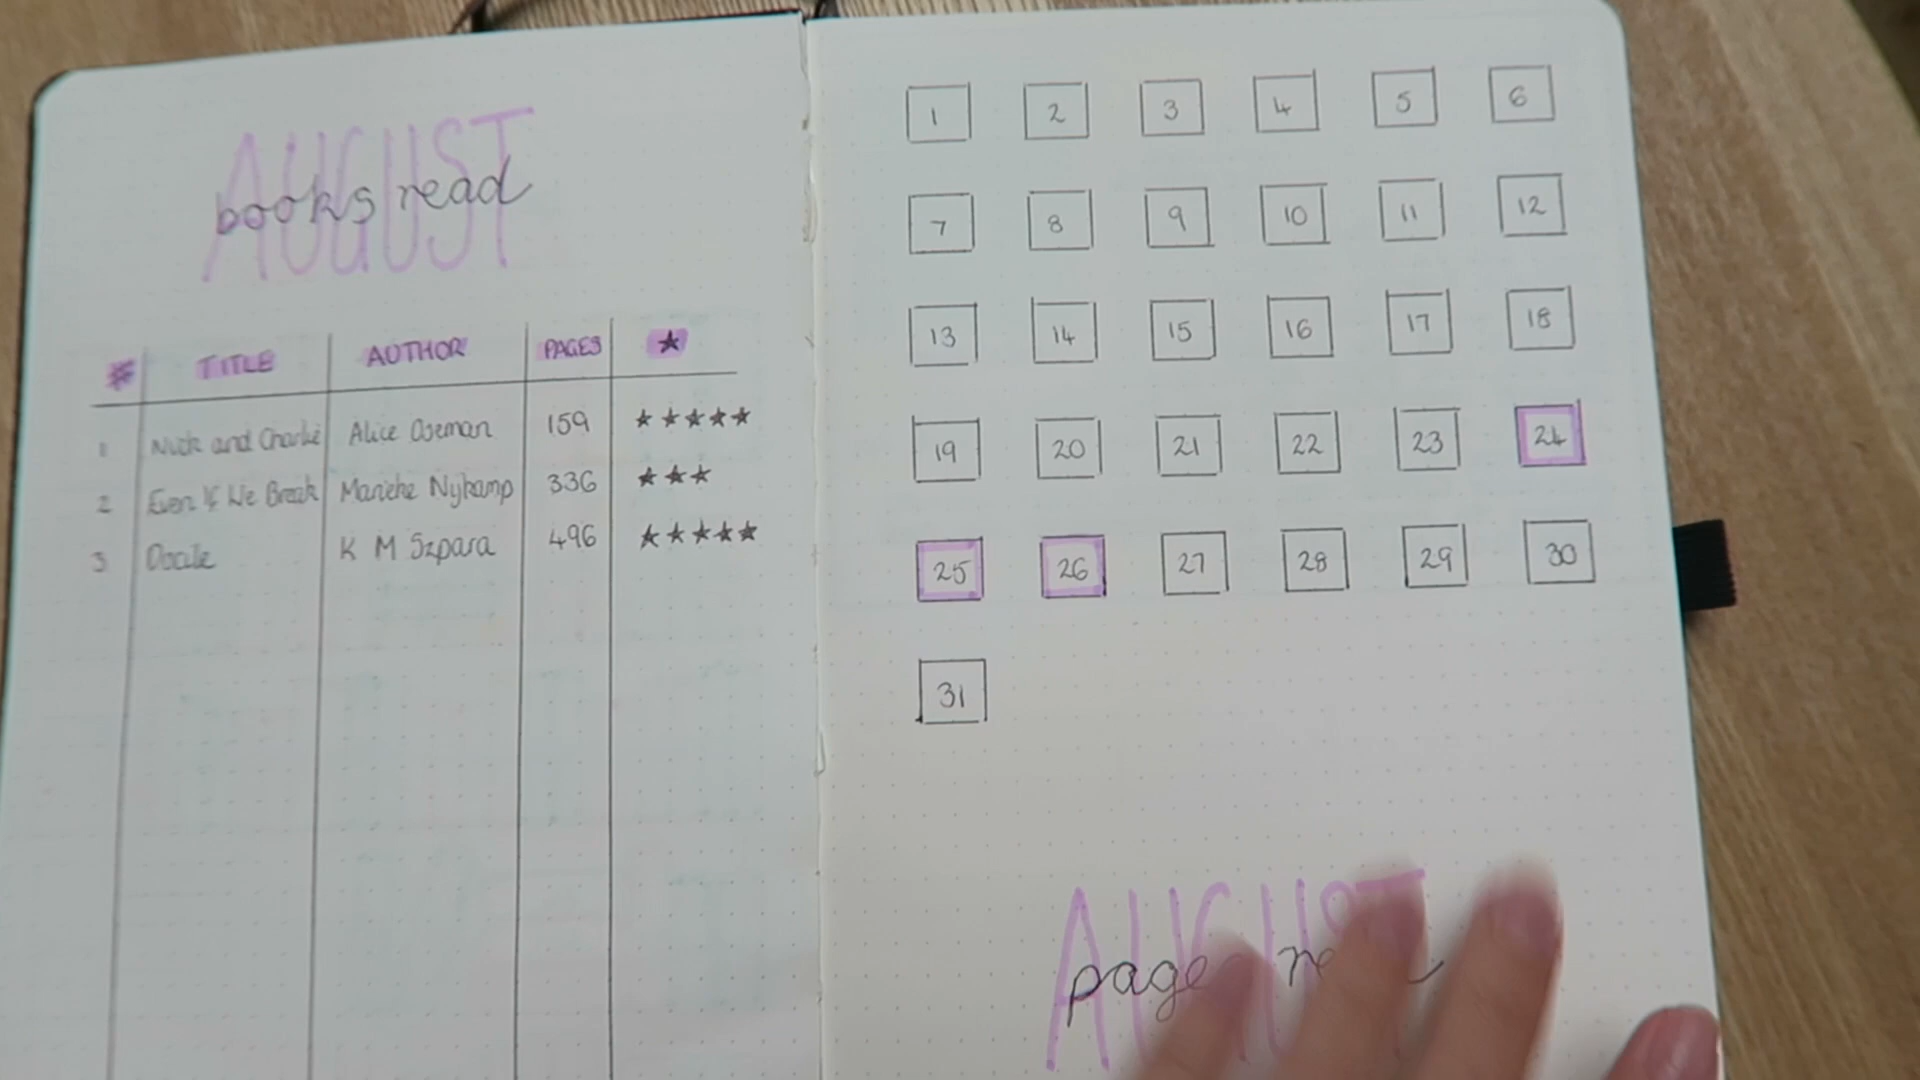 AUGUST
books read
# TITLE AUTHOR PAGES ★
1 Nick and Charlie Alice Oseman 159 ★★★★★
2 Even If We Break Marieke Nijkamp 336 ★★★
3 Docile K M Szpara 496 ★★★★★
1 2 3 4 5 6
7 8 9 10 11 12
13 14 15 16 17 18
19 20 21 22 23 24
25 26 27 28 29 30
31
AUGUST